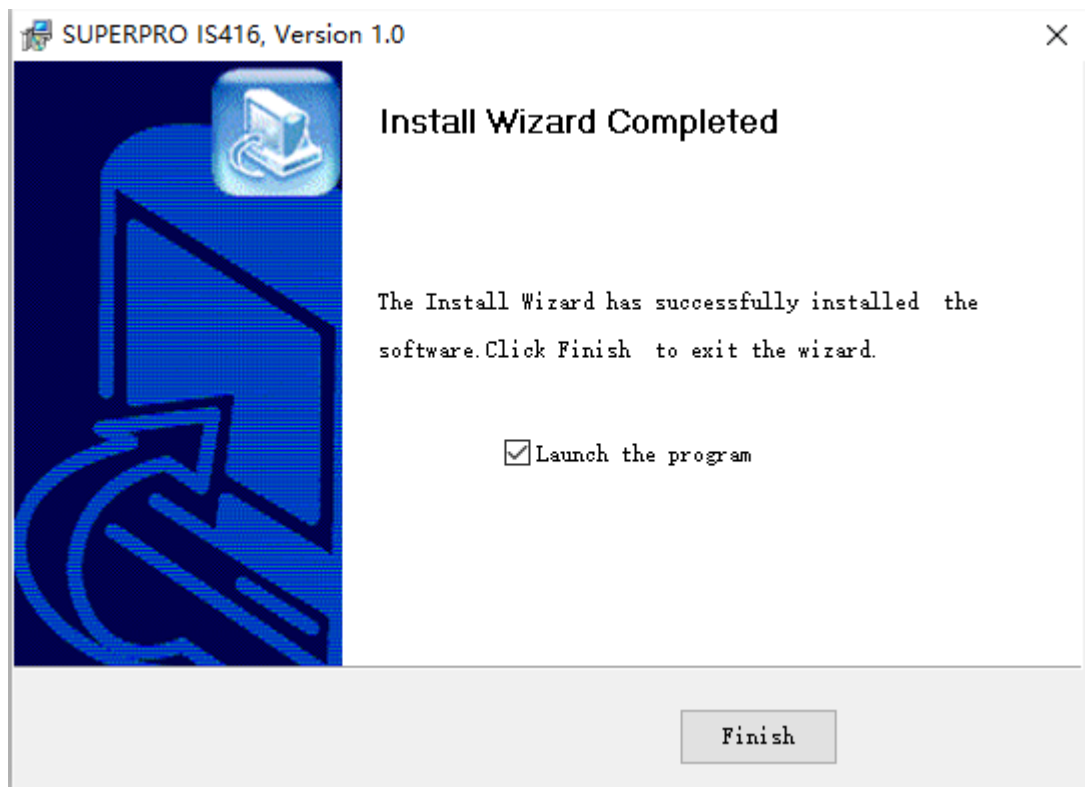 SUPERPRO IS416, Version 1.0
Install Wizard Completed
The Install Wizard has successfully installed  the
software.Click Finish  to exit the wizard.
Launch the program
Finish